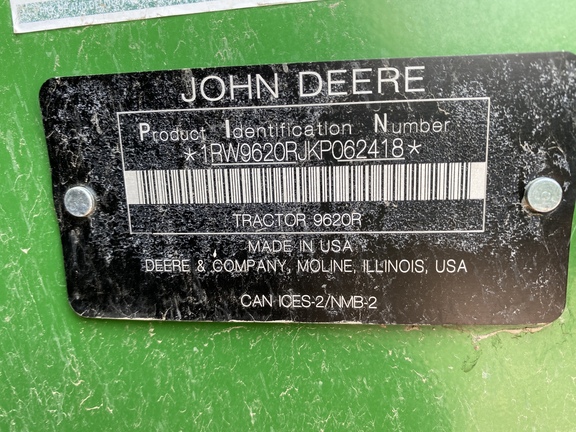 JOHN DEERE
Product Identification Number
*1RW9620RJKP062418*
TRACTOR 9620R
MADE IN USA
DEERE & COMPANY, MOLINE, ILLINOIS, USA
CAN ICES-2/NMB-2